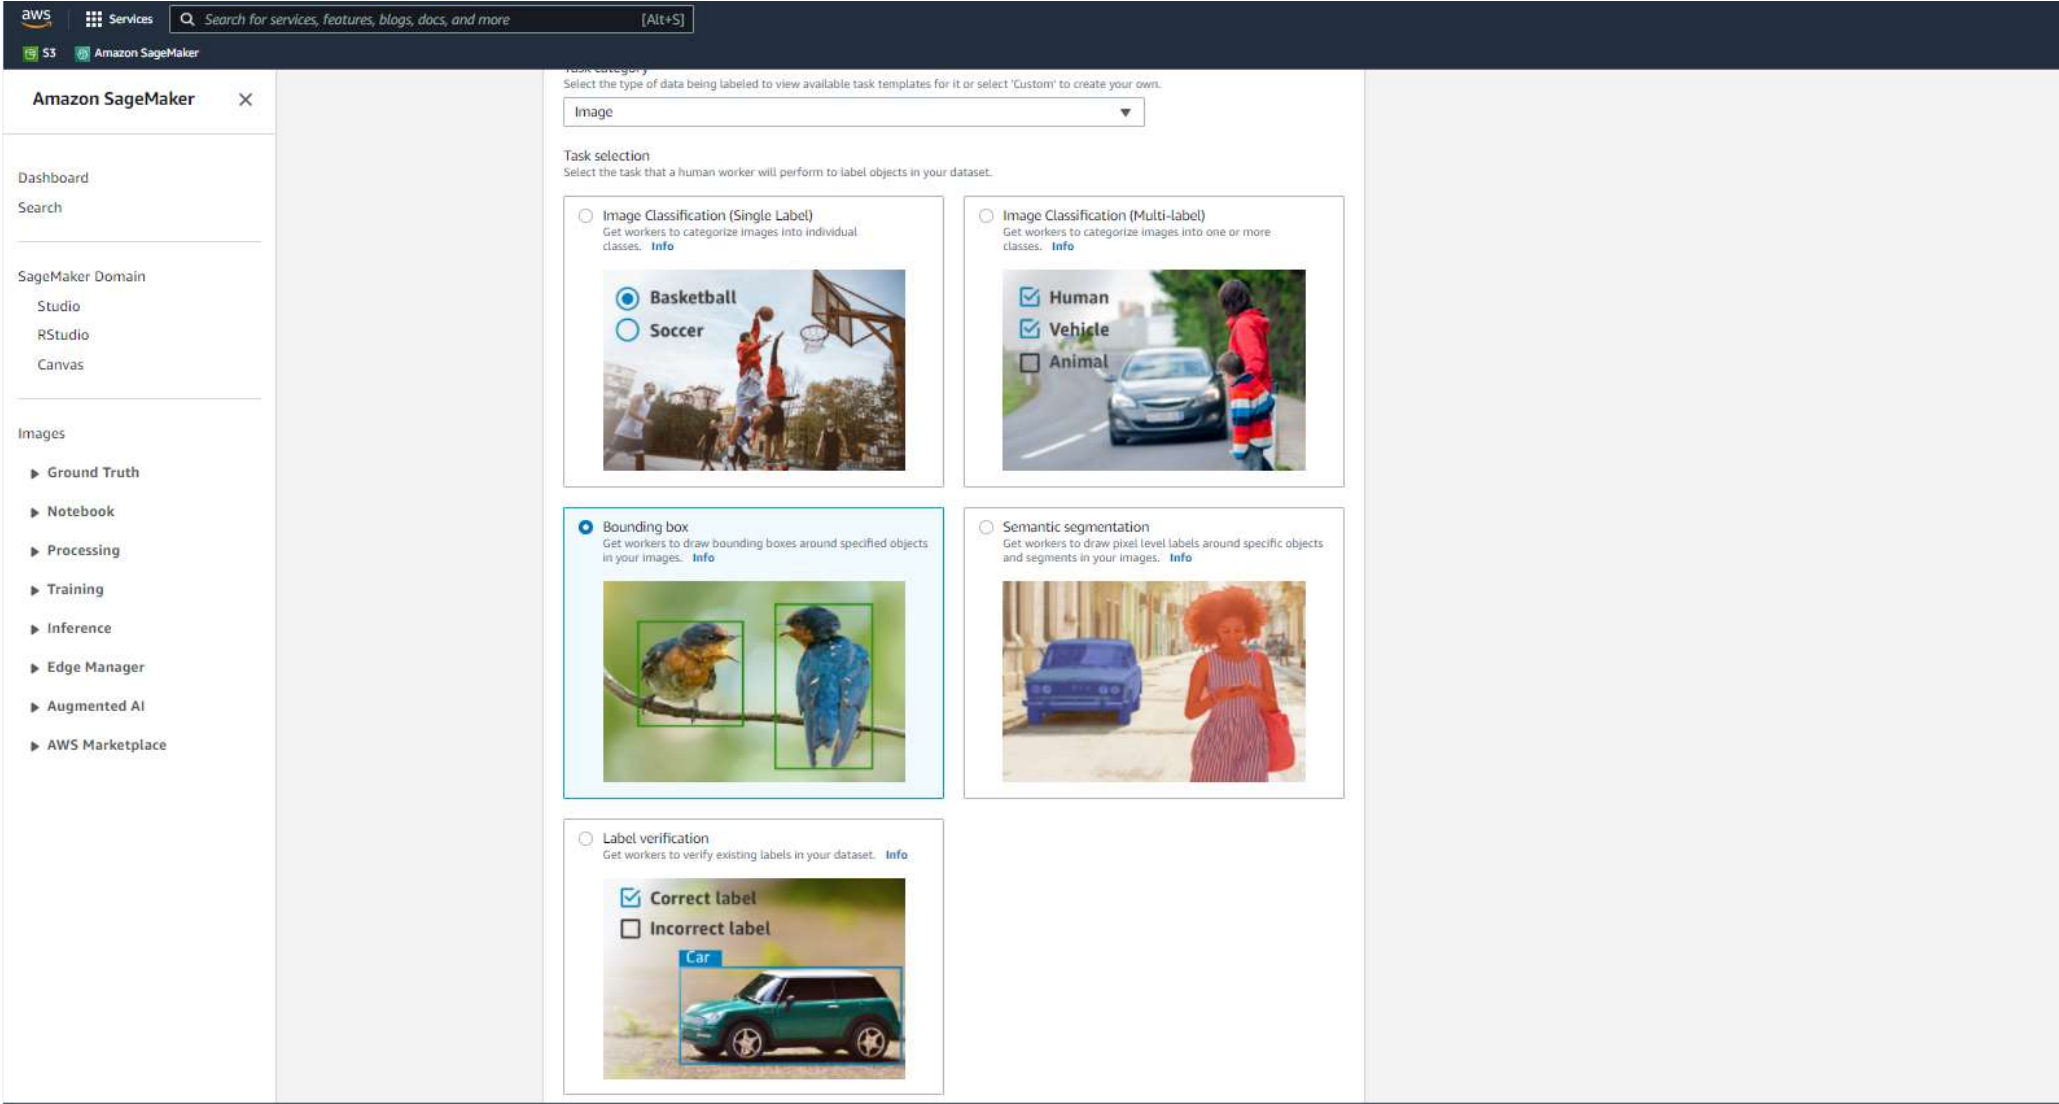 aws
Services
Search for services, features, blogs, docs, and more
[Alt+S]
S3
Amazon SageMaker
Amazon SageMaker
Dashboard
Search
SageMaker Domain
Studio
RStudio
Canvas
Images
Ground Truth
Notebook
Processing
Training
Inference
Edge Manager
Augmented AI
AWS Marketplace
Task category
Select the type of data being labeled to view available task templates for it or select 'Custom' to create your own.
Image
Task selection
Select the task that a human worker will perform to label objects in your dataset.
Image Classification (Single Label)
Get workers to categorize images into individual
classes. Info
Basketball
Soccer
Image Classification (Multi-label)
Get workers to categorize images into one or more
classes. Info
Human
Vehicle
Animal
Bounding box
Get workers to draw bounding boxes around specified objects
in your images. Info
Semantic segmentation
Get workers to draw pixel level labels around specific objects
and segments in your images. Info
Label verification
Get workers to verify existing labels in your dataset. Info
Correct label
Incorrect label
Car